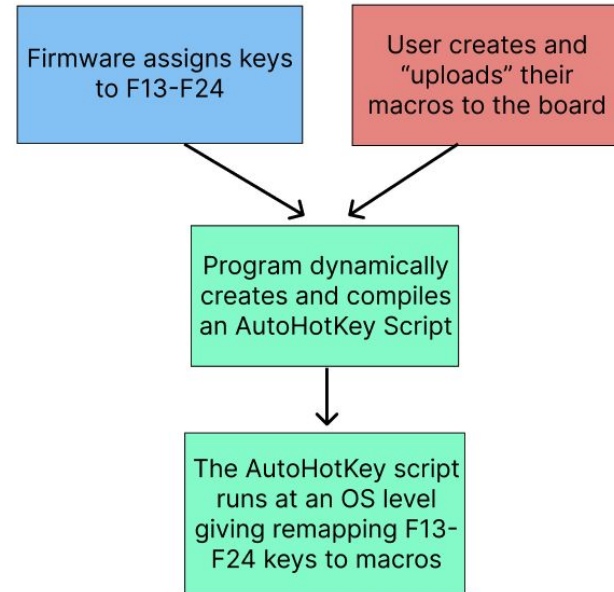 Firmware assigns keys
to F13-F24
User creates and
“uploads” their
macros to the board
Program dynamically
creates and compiles
an AutoHotKey Script
The AutoHotKey script
runs at an OS level
giving remapping F13-
F24 keys to macros